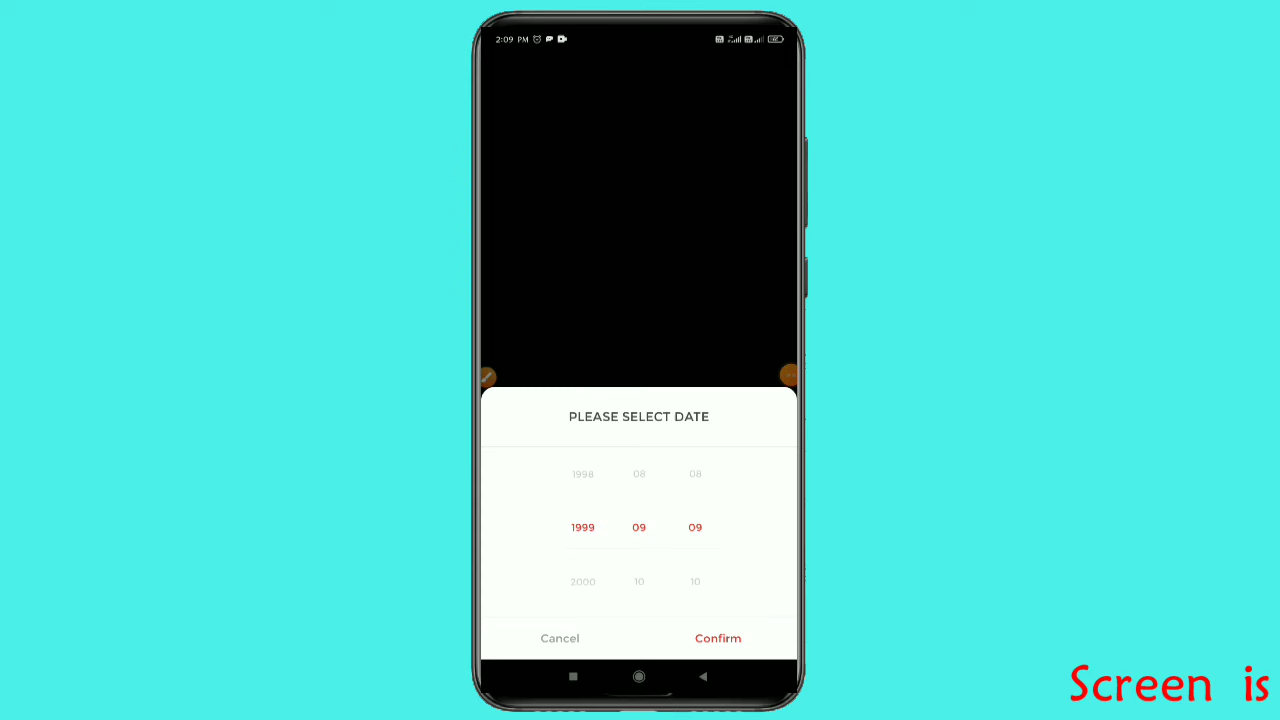 2:09 PM
PLEASE SELECT DATE
1998 08 08
1999 09 09
2000 10 10
Cancel Confirm
Screen is